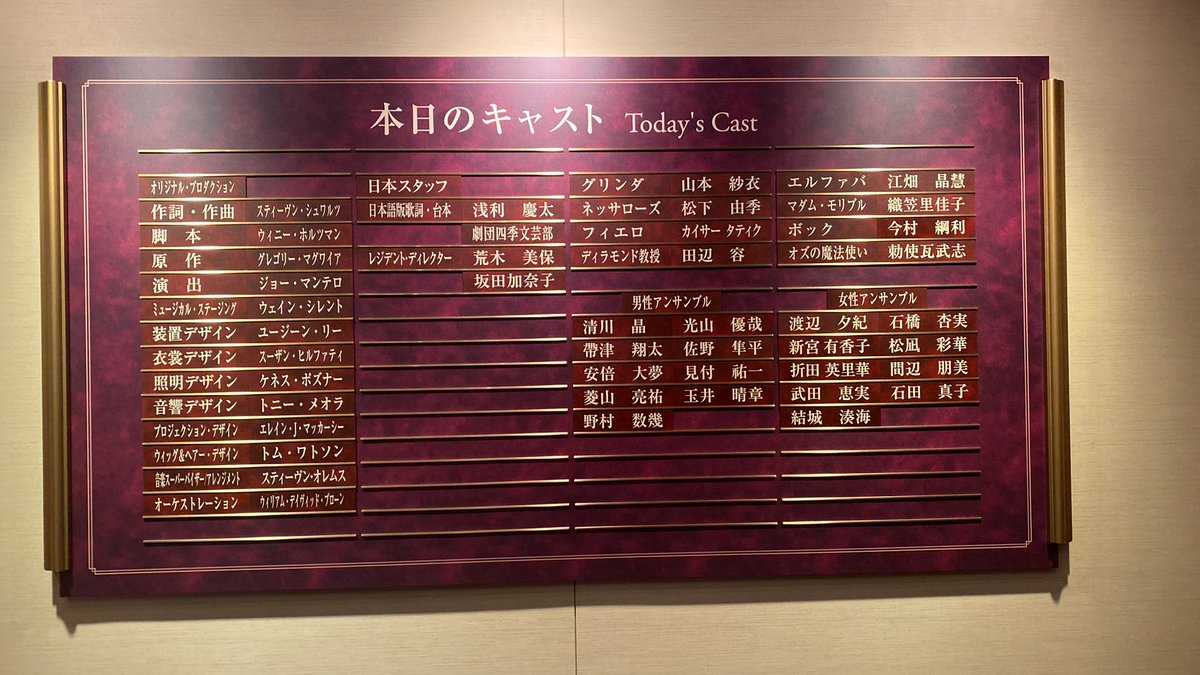 本日のキャスト Today's Cast
オリジナル・プロダクション
作詞・作曲 スティーヴン・シュワルツ
脚 本 ウィニー・ホルツマン
原 作 グレゴリー・マグワイア
演 出 ジョー・マンテロ
ミュージカル・ステージング ウェイン・シレント
装置デザイン ユージーン・リー
衣裳デザイン スーザン・ヒルファティ
照明デザイン ケネス・ポズナー
音響デザイン トニー・メオラ
プロジェクション・デザイン エレイン・J・マッカーシー
ウィッグ&ヘアー・デザイン トム・ワトソン
音楽スーパーバイザー/アレンジメント スティーヴン・オレムス
オーケストレーション ウィリアム・デイヴィッド・ブローン
日本スタッフ
日本語版歌詞・台本 浅利 慶太
劇団四季文芸部
レジデント・ディレクター 荒木 美保
坂田加奈子
グリンダ 山本 紗衣
ネッサローズ 松下 由季
フィエロ カイサー タティク
ディラモンド教授 田辺 容
男性アンサンブル
清川 晶 光山 優哉
帶津 翔太 佐野 隼平
安倍 大夢 見付 祐一
菱山 亮祐 玉井 晴章
野村 数幾
エルファバ 江畑 晶慧
マダム・モリブル 織笠里佳子
ボック 今村 綱利
オズの魔法使い 勅使瓦武志
女性アンサンブル
渡辺 夕紀 石橋 杏実
新宮 有香子 松凪 彩華
折田 英里華 間辺 朋美
武田 恵実 石田 真子
結城 湊海